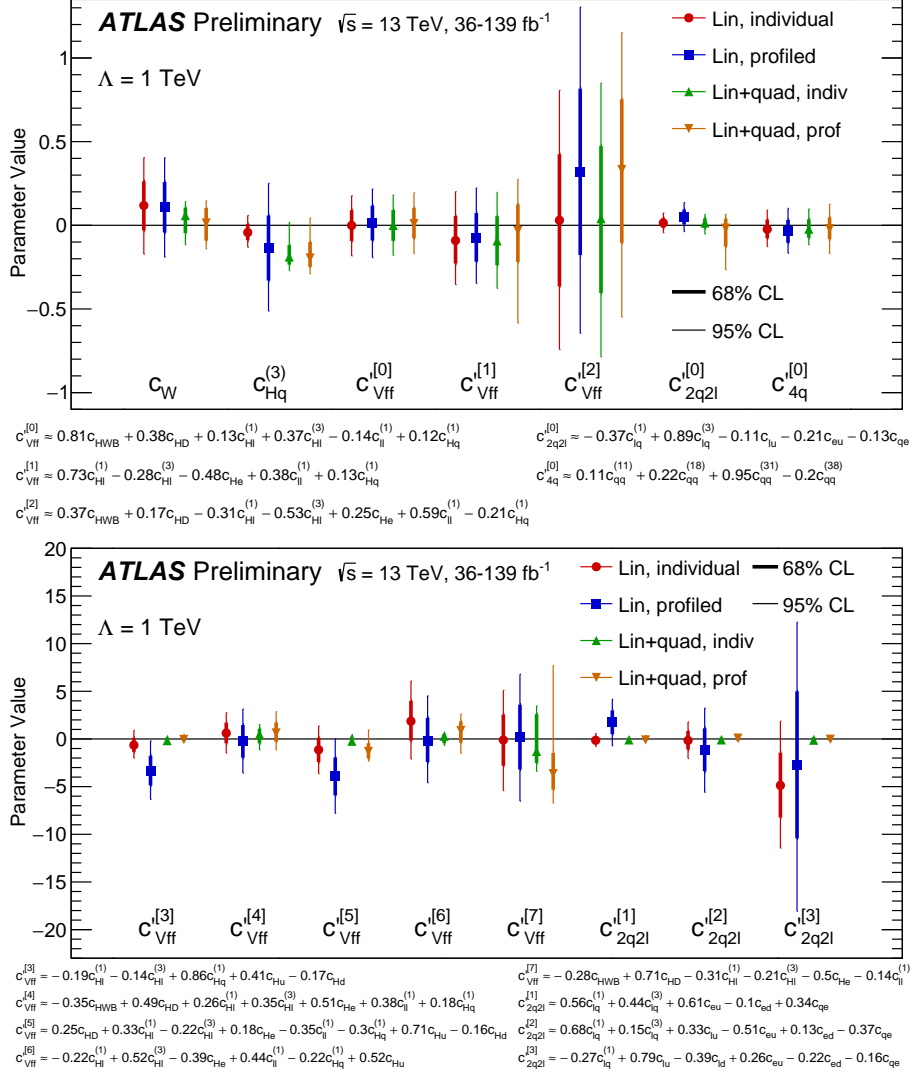 ATLAS Preliminary √s = 13 TeV, 36-139 fb⁻¹
Λ = 1 TeV
Lin, individual
Lin, profiled
Lin+quad, indiv
Lin+quad, prof
68% CL
95% CL
Parameter Value
1
0.5
0
−0.5
−1
c_W c_Hq^(3) c'_Vff^[0] c'_Vff^[1] c'_Vff^[2] c'_2q2l^[0] c'_4q^[0]
c'_Vff^[0] ≈ 0.81c_HWB + 0.38c_HD + 0.13c_Hl^(1) + 0.37c_Hl^(3) − 0.14c_ll^(1) + 0.12c_Hq^(1)
c'_Vff^[1] ≈ 0.73c_Hl^(1) − 0.28c_Hl^(3) − 0.48c_He + 0.38c_ll^(1) + 0.13c_Hq^(1)
c'_Vff^[2] ≈ 0.37c_HWB + 0.17c_HD − 0.31c_Hl^(1) − 0.53c_Hl^(3) + 0.25c_He + 0.59c_ll^(1) − 0.21c_Hq^(1)
c'_2q2l^[0] ≈ −0.37c_lq^(1) + 0.89c_lq^(3) − 0.11c_lu − 0.21c_eu − 0.13c_qe
c'_4q^[0] ≈ 0.11c_qq^(11) + 0.22c_qq^(18) + 0.95c_qq^(31) − 0.2c_qq^(38)
ATLAS Preliminary √s = 13 TeV, 36-139 fb⁻¹
Λ = 1 TeV
Lin, individual
Lin, profiled
Lin+quad, indiv
Lin+quad, prof
68% CL
95% CL
Parameter Value
20
15
10
5
0
−5
−10
−15
−20
c'_Vff^[3] c'_Vff^[4] c'_Vff^[5] c'_Vff^[6] c'_Vff^[7] c'_2q2l^[1] c'_2q2l^[2] c'_2q2l^[3]
c'_Vff^[3] ≈ −0.19c_Hl^(1) − 0.14c_Hl^(3) + 0.86c_Hq^(1) + 0.41c_Hu − 0.17c_Hd
c'_Vff^[4] ≈ −0.35c_HWB + 0.49c_HD + 0.26c_Hl^(1) + 0.35c_Hl^(3) + 0.51c_He + 0.38c_ll^(1) + 0.18c_Hq^(1)
c'_Vff^[5] ≈ 0.25c_HD + 0.33c_Hl^(1) − 0.22c_Hl^(3) + 0.18c_He − 0.35c_ll^(1) − 0.3c_Hq^(1) + 0.71c_Hu − 0.16c_Hd
c'_Vff^[6] ≈ −0.22c_Hl^(1) + 0.52c_Hl^(3) − 0.39c_He + 0.44c_ll^(1) − 0.22c_Hq^(1) + 0.52c_Hu
c'_Vff^[7] ≈ −0.28c_HWB + 0.71c_HD − 0.31c_Hl^(1) − 0.21c_Hl^(3) − 0.5c_He − 0.14c_ll^(1)
c'_2q2l^[1] ≈ 0.56c_lq^(1) + 0.44c_lq^(3) + 0.61c_eu − 0.1c_ed + 0.34c_qe
c'_2q2l^[2] ≈ 0.68c_lq^(1) + 0.15c_lq^(3) + 0.33c_lu − 0.51c_eu + 0.13c_ed − 0.37c_qe
c'_2q2l^[3] ≈ −0.27c_lq^(1) + 0.79c_lu − 0.39c_ld + 0.26c_eu − 0.22c_ed − 0.16c_qe